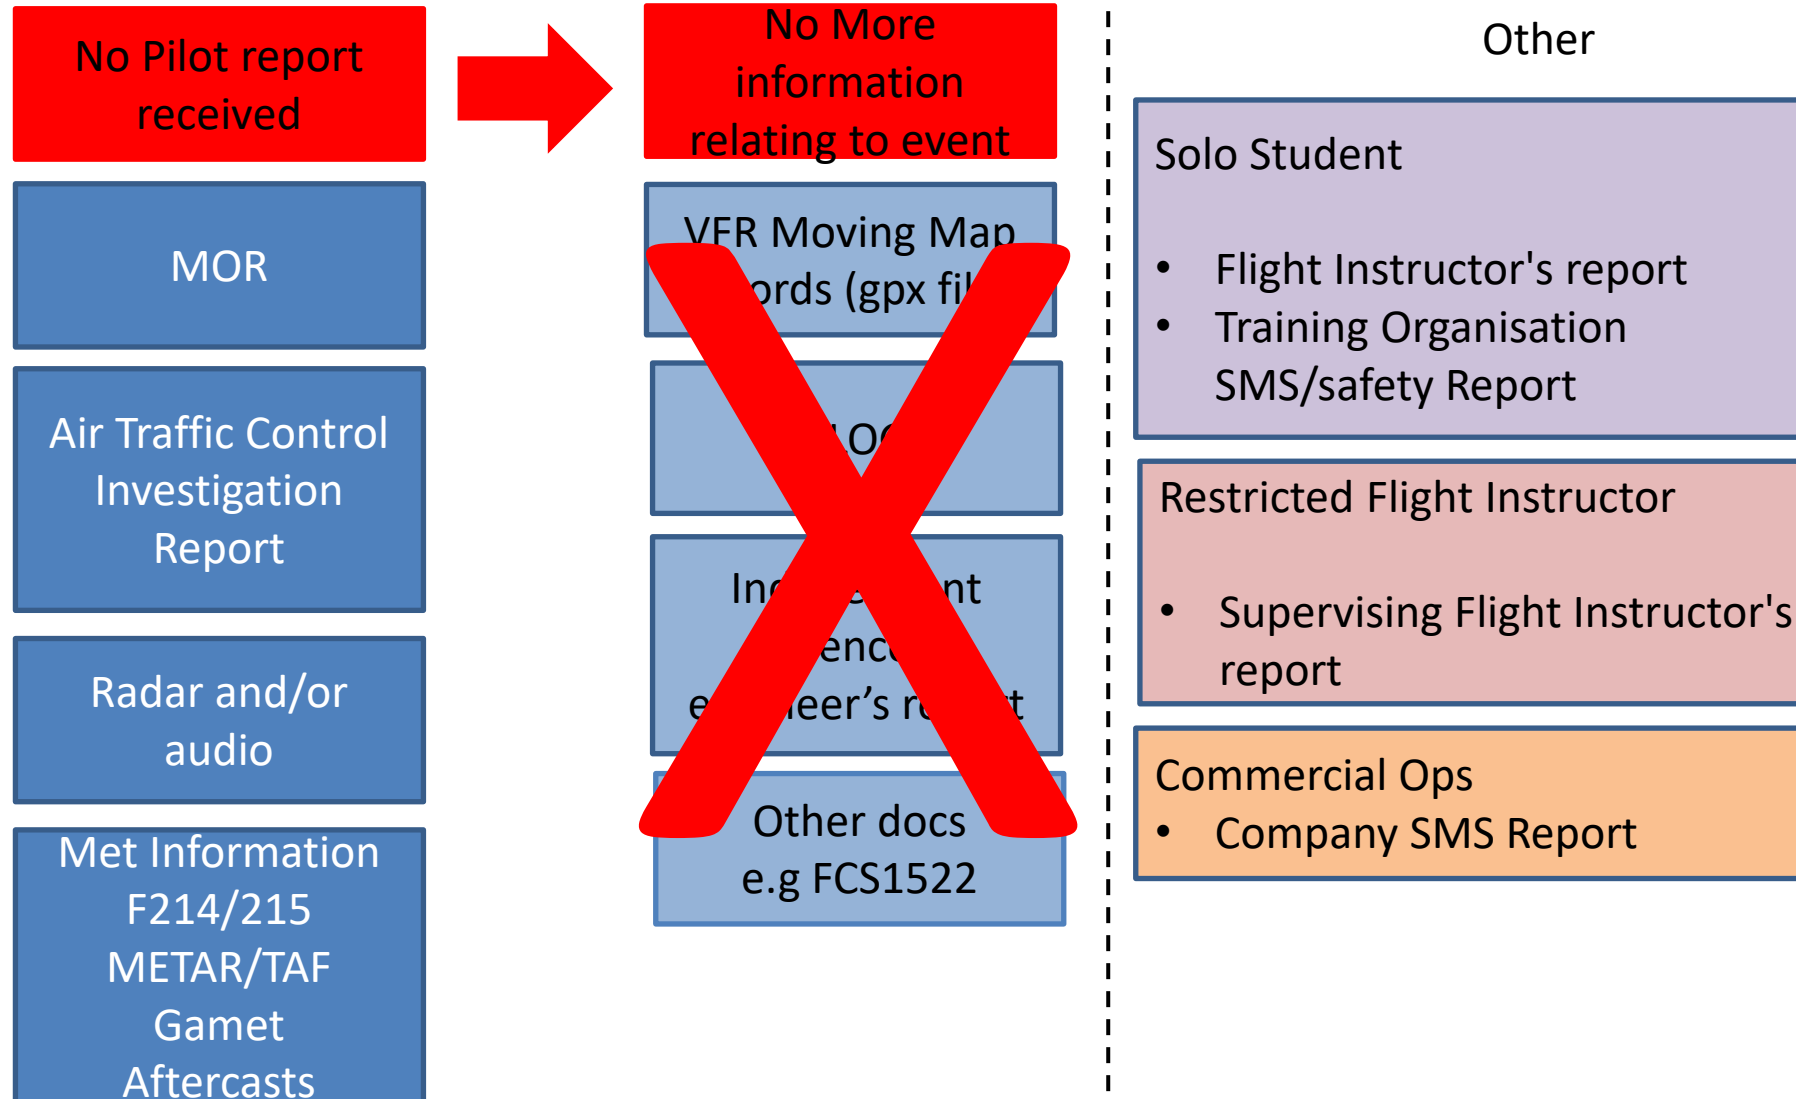 No Pilot report
received
MOR
Air Traffic Control
Investigation
Report
Radar and/or
audio
Met Information
F214/215
METAR/TAF
Gamet
Aftercasts
No More
information
relating to event
VFR Moving Map
(gpx
Other docs
e.g FCS1522
Other
Solo Student
• Flight Instructor's report
• Training Organisation
SMS/safety Report
Restricted Flight Instructor
• Supervising Flight Instructor's
report
Commercial Ops
• Company SMS Report